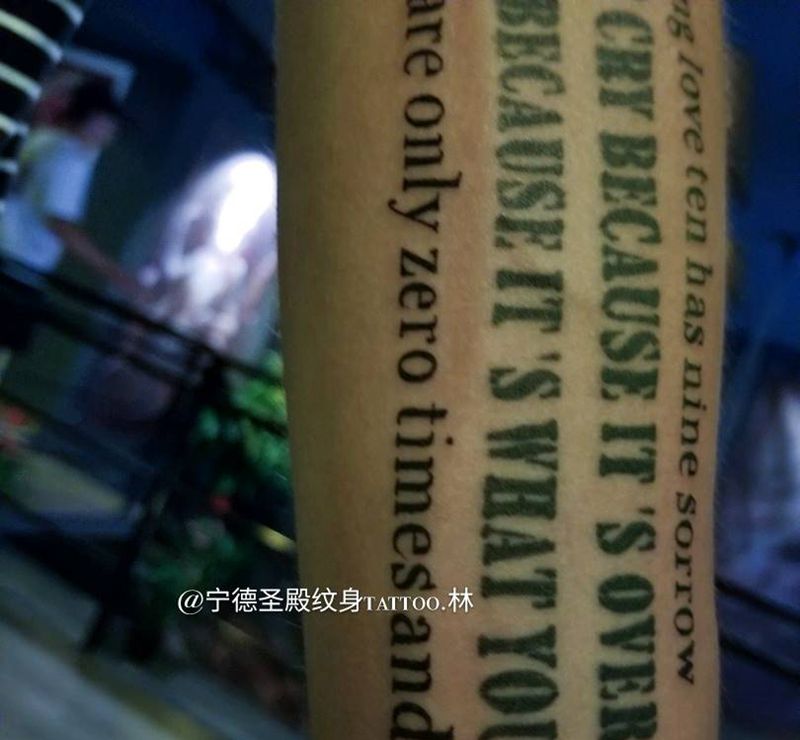 ng love ten has nine sorrow
CRY BECAUSE IT 'S OVER
BECAUSE IT 'S WHAT YOU
are only zero timesand
@宁德圣殿纹身TATTOO.林